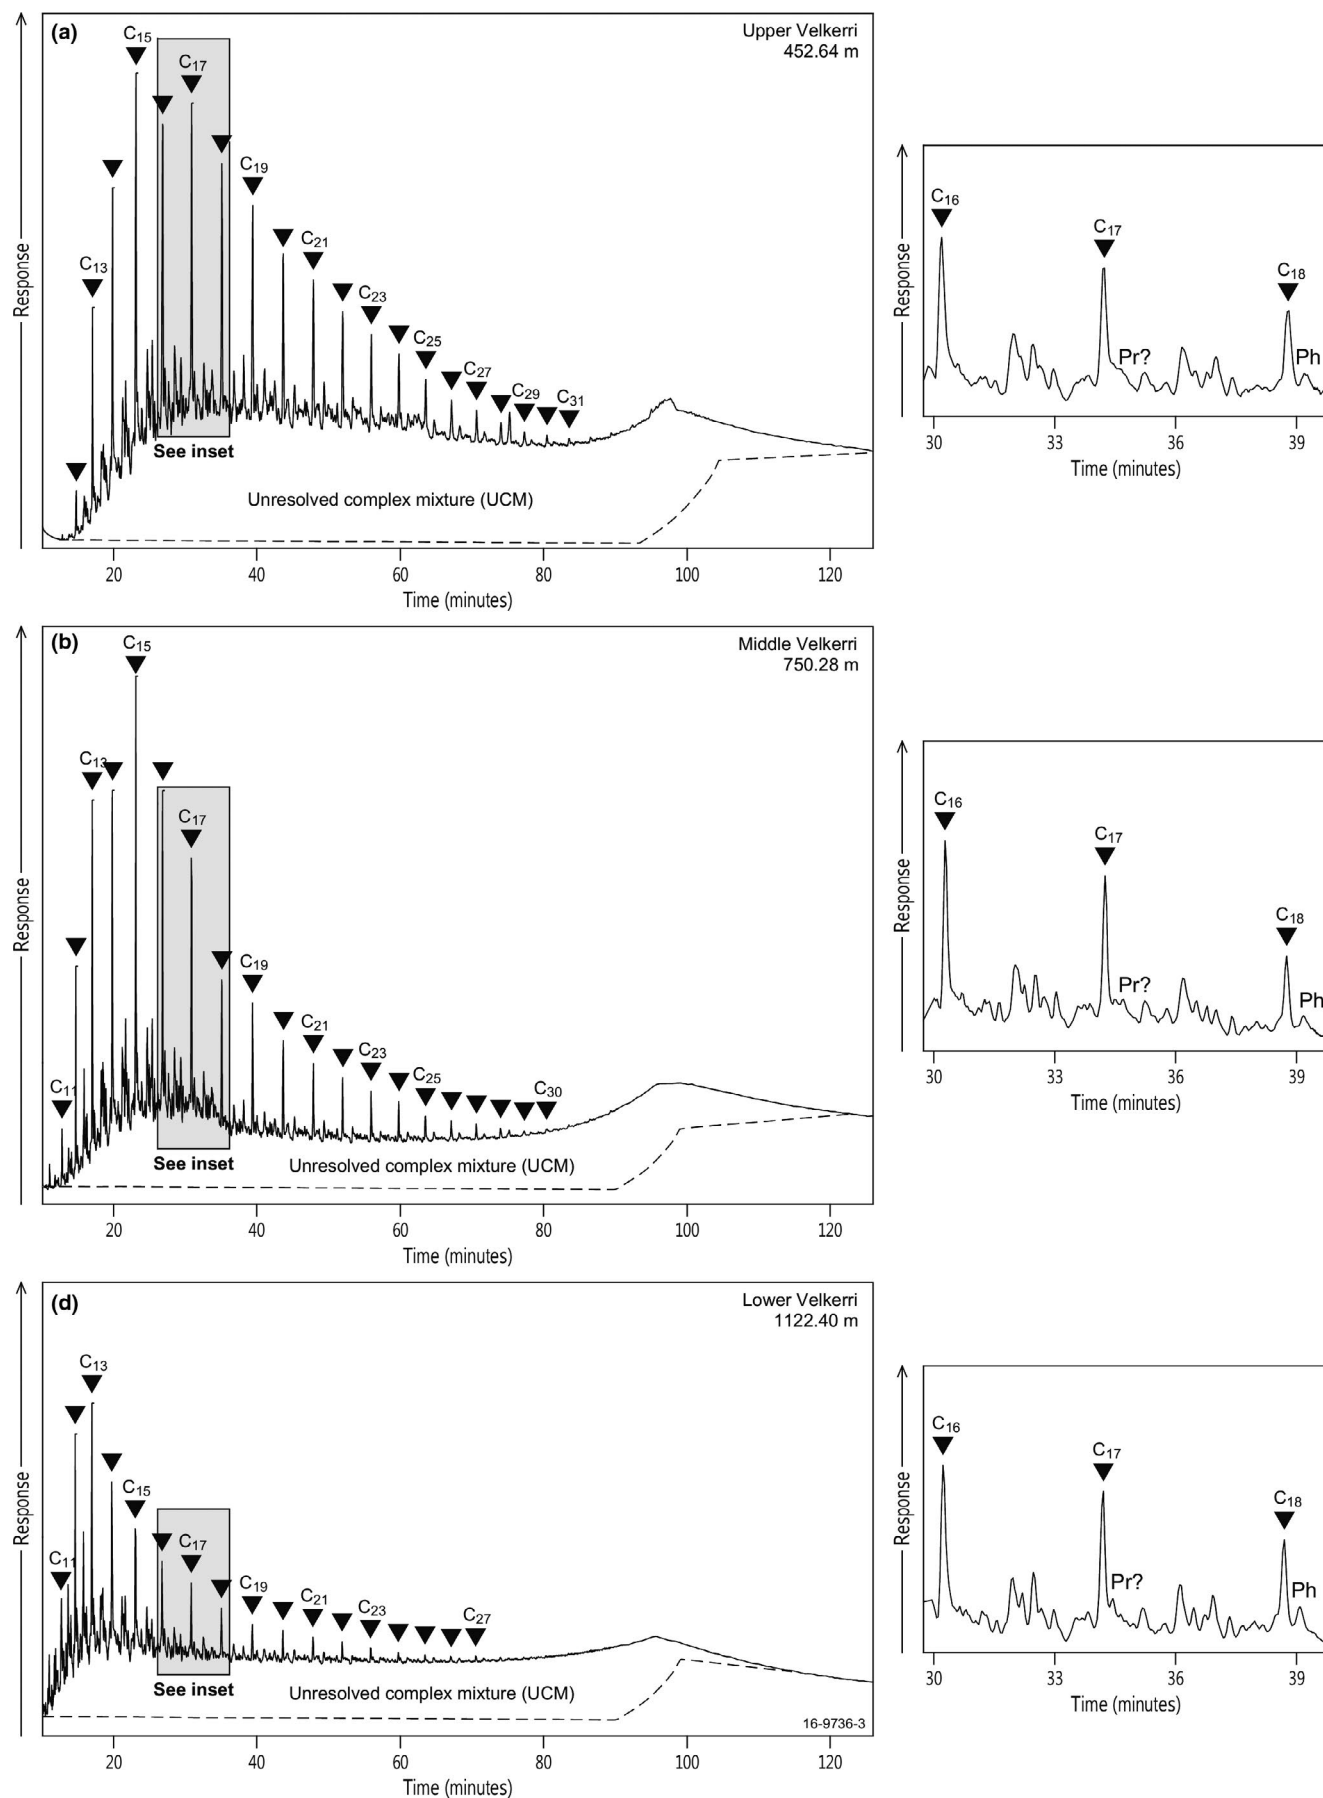 (a)
Upper Velkerri
452.64 m
C15
C17
C13
C19
C21
C23
C25
C27
C29
C31
See inset
Unresolved complex mixture (UCM)
Response
20
40
60
80
100
120
Time (minutes)
C16
C17
C18
Pr?
Ph
Response
30
33
36
39
Time (minutes)
(b)
Middle Velkerri
750.28 m
C15
C13
C17
C11
C19
C21
C23
C25
C30
See inset
Unresolved complex mixture (UCM)
Response
20
40
60
80
100
120
Time (minutes)
C16
C17
C18
Pr?
Ph
Response
30
33
36
39
Time (minutes)
(d)
Lower Velkerri
1122.40 m
C13
C15
C11
C17
C19
C21
C23
C27
See inset
Unresolved complex mixture (UCM)
16-9736-3
Response
20
40
60
80
100
120
Time (minutes)
C16
C17
C18
Pr?
Ph
Response
30
33
36
39
Time (minutes)